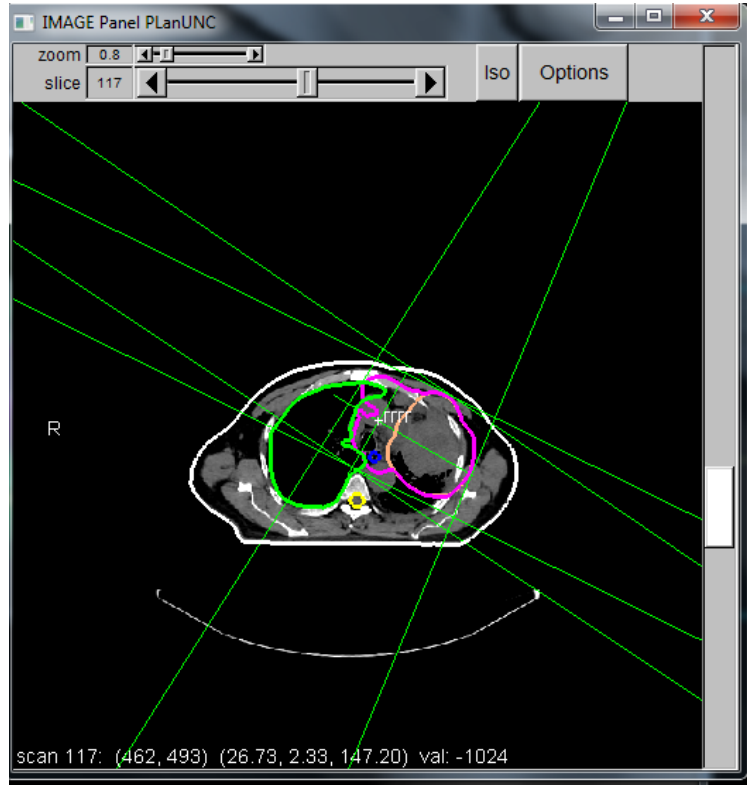 IMAGE Panel PLanUNC
zoom 0.8
slice 117
Iso
Options
R
rrrr
scan 117: (462, 493) (26.73, 2.33, 147.20) val: -1024